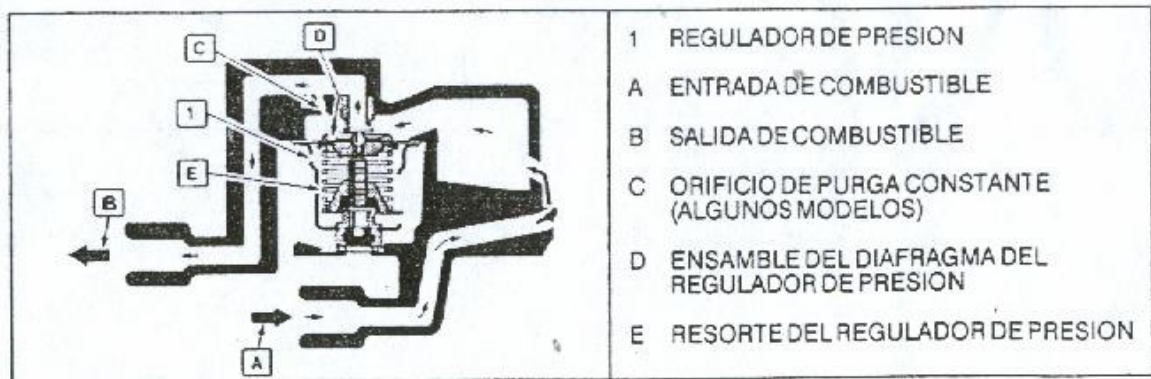 D
C
1
E
B
A
1 REGULADOR DE PRESION
A ENTRADA DE COMBUSTIBLE
B SALIDA DE COMBUSTIBLE
C ORIFICIO DE PURGA CONSTANTE
(ALGUNOS MODELOS)
D ENSAMBLE DEL DIAFRAGMA DEL
REGULADOR DE PRESION
E RESORTE DEL REGULADOR DE PRESION